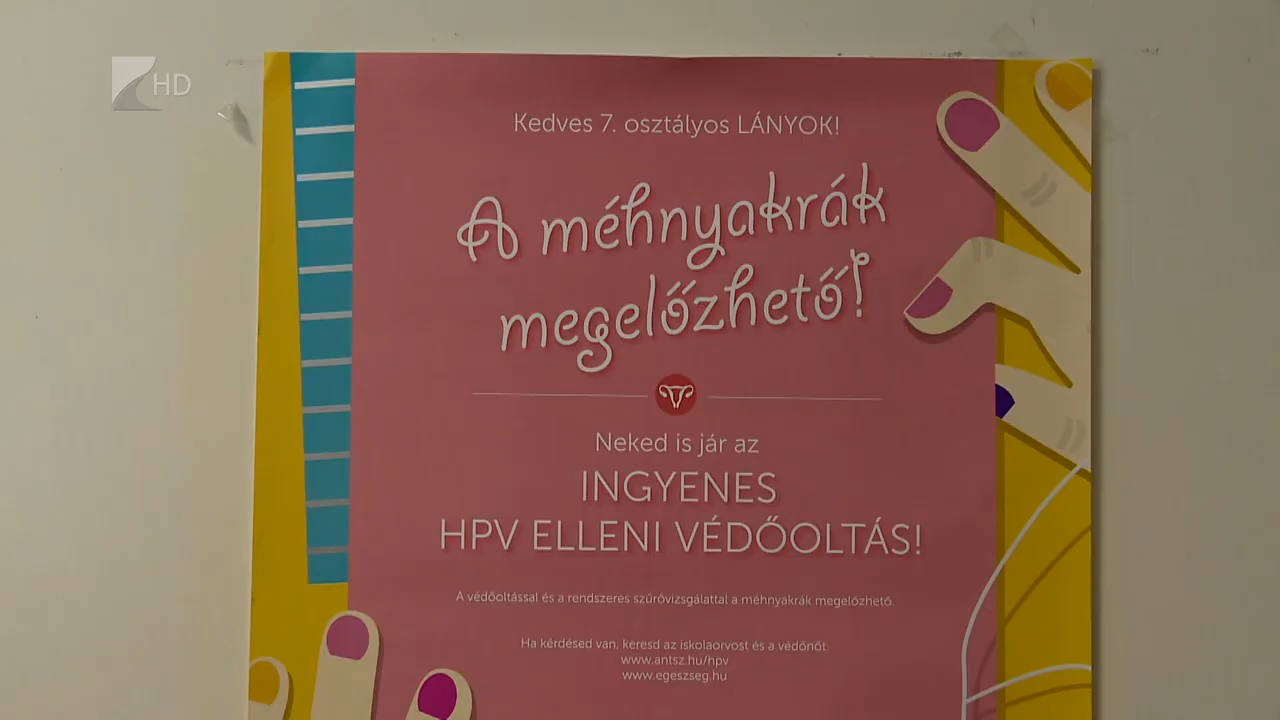 HD
Kedves 7. osztályos LÁNYOK!
A méhnyakrák
megelőzhető!
Neked is jár az
INGYENES
HPV ELLENI VÉDŐOLTÁS!
A védőoltással és a rendszeres szűrővizsgálattal a méhnyakrák megelőzhető.
Ha kérdésed van, keresd az iskolaorvost és a védőnőt.
www.antsz.hu/hpv
www.egeszseg.hu